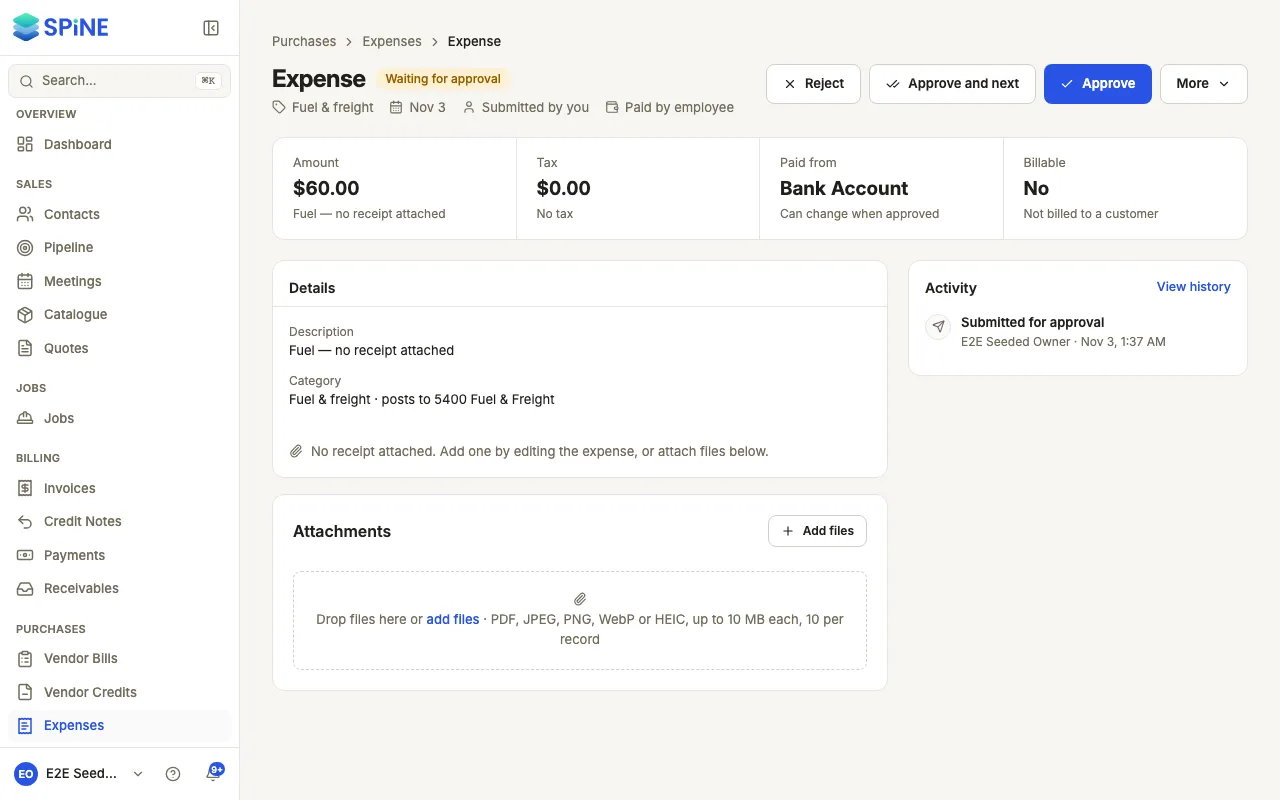 SPiNE
Search...
⌘K
OVERVIEW
Dashboard
SALES
Contacts
Pipeline
Meetings
Catalogue
Quotes
JOBS
Jobs
BILLING
Invoices
Credit Notes
Payments
Receivables
PURCHASES
Vendor Bills
Vendor Credits
Expenses
EO
E2E Seed...
9+
Purchases > Expenses > Expense
Expense
Waiting for approval
Fuel & freight
Nov 3
Submitted by you
Paid by employee
Reject
Approve and next
Approve
More
Amount
$60.00
Fuel — no receipt attached
Tax
$0.00
No tax
Paid from
Bank Account
Can change when approved
Billable
No
Not billed to a customer
Details
Description
Fuel — no receipt attached
Category
Fuel & freight · posts to 5400 Fuel & Freight
No receipt attached. Add one by editing the expense, or attach files below.
Attachments
Add files
Drop files here or add files · PDF, JPEG, PNG, WebP or HEIC, up to 10 MB each, 10 per
record
Activity
View history
Submitted for approval
E2E Seeded Owner · Nov 3, 1:37 AM